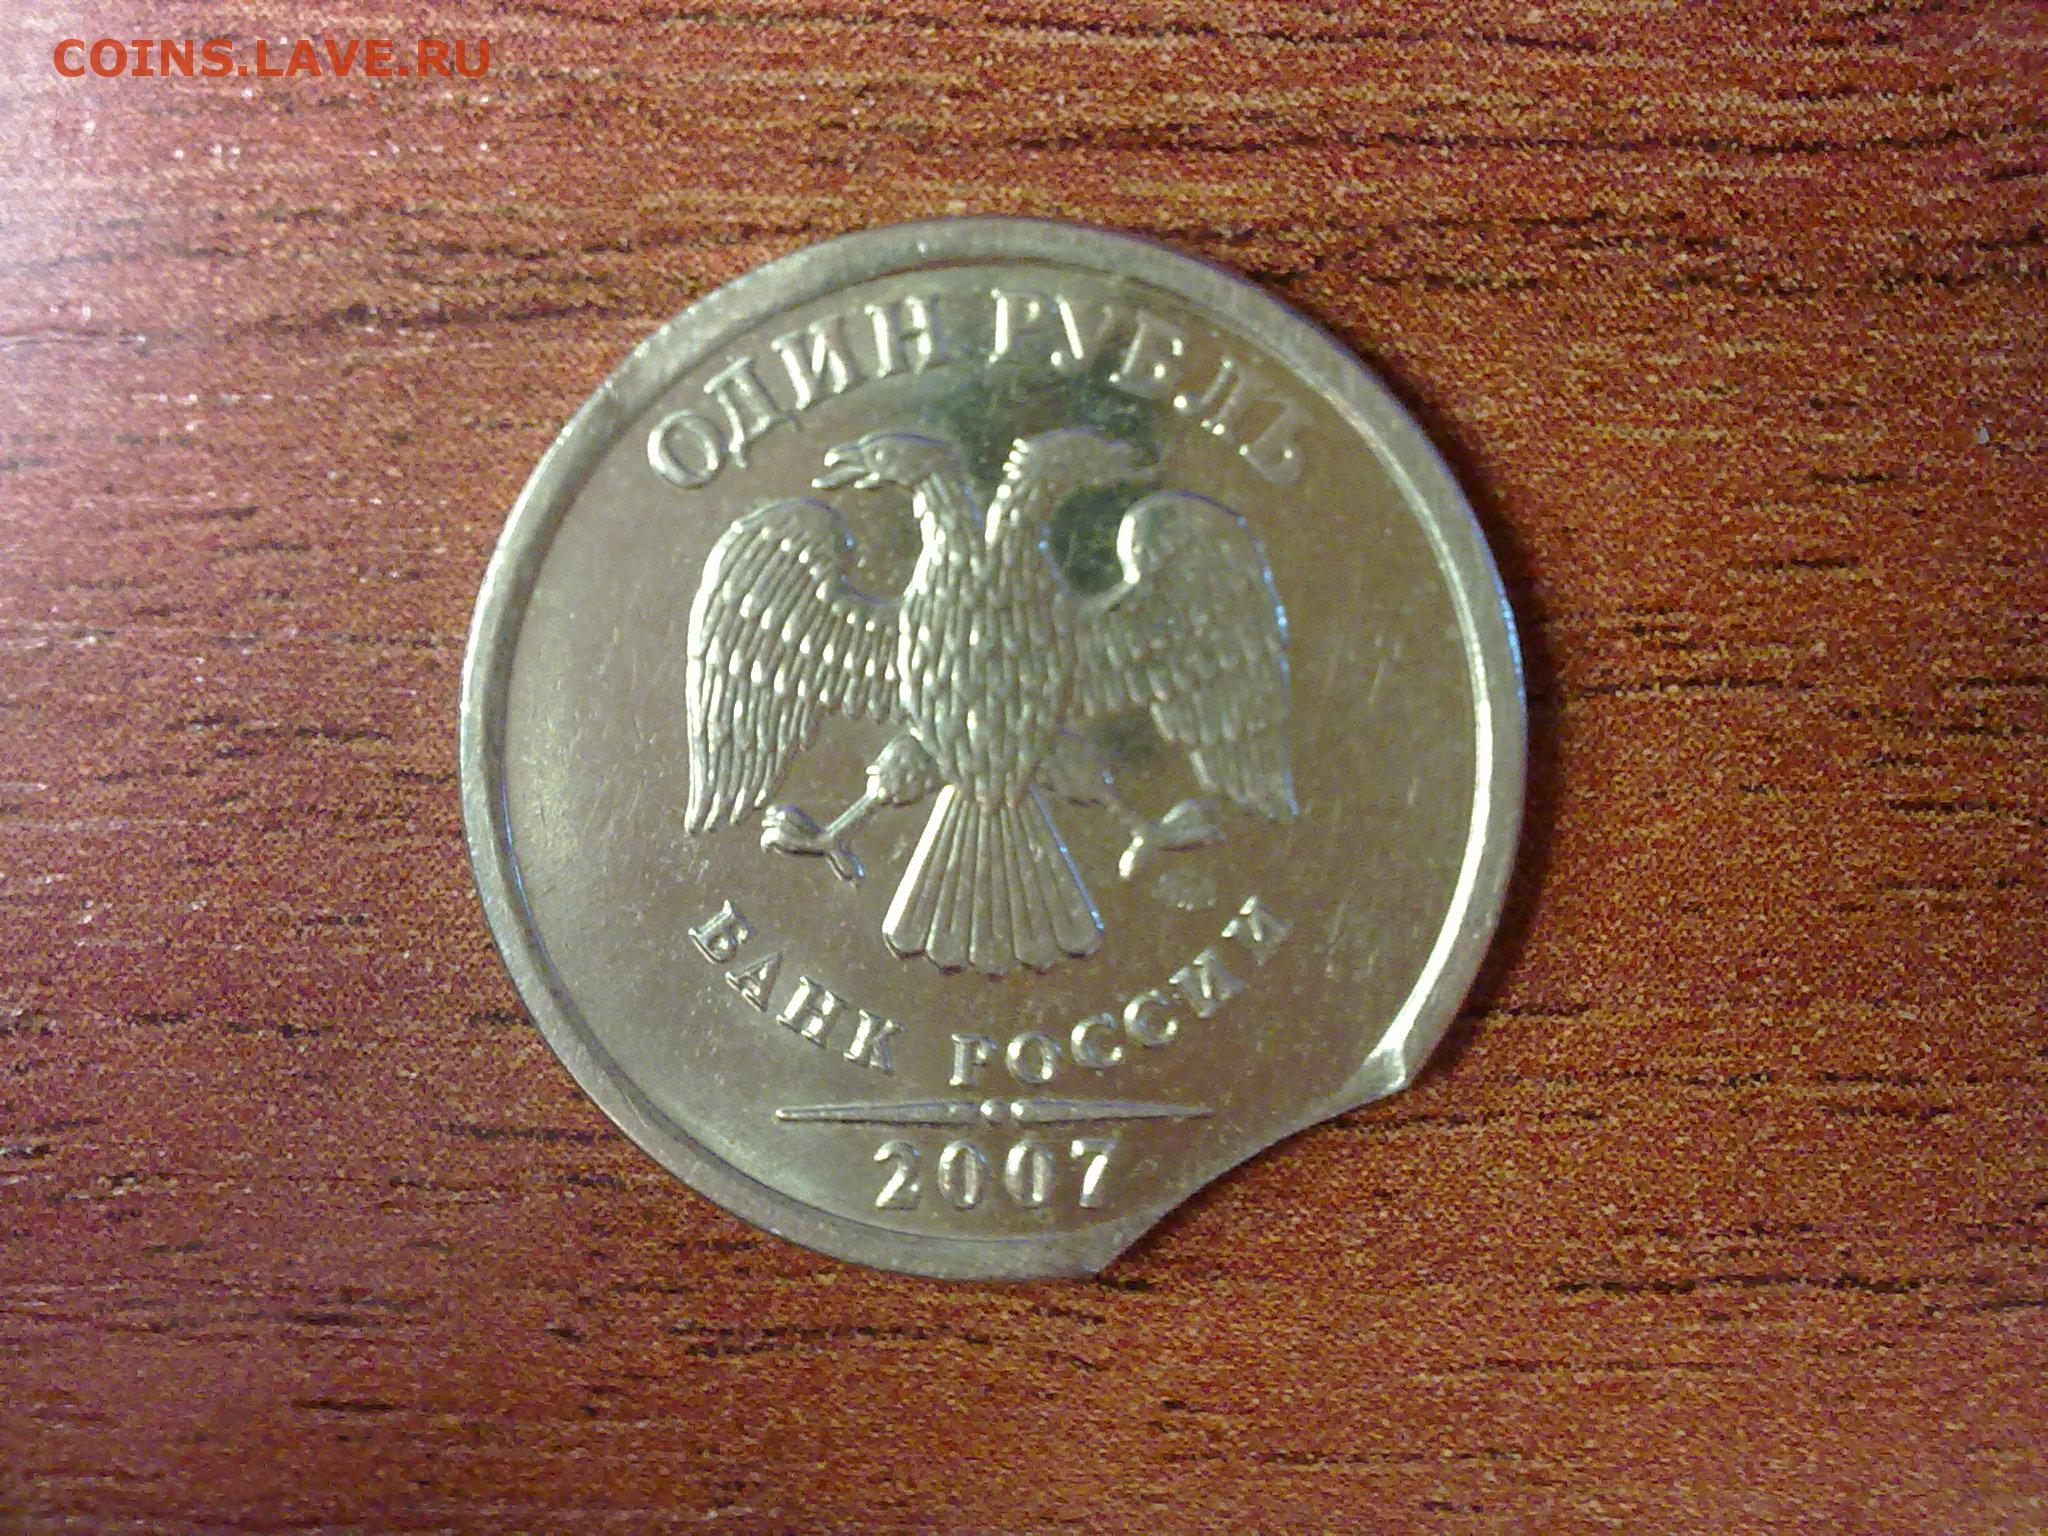 COINS.LAVE.RU
ОДИН РУБЛЬ
БАНК РОССИИ
2007